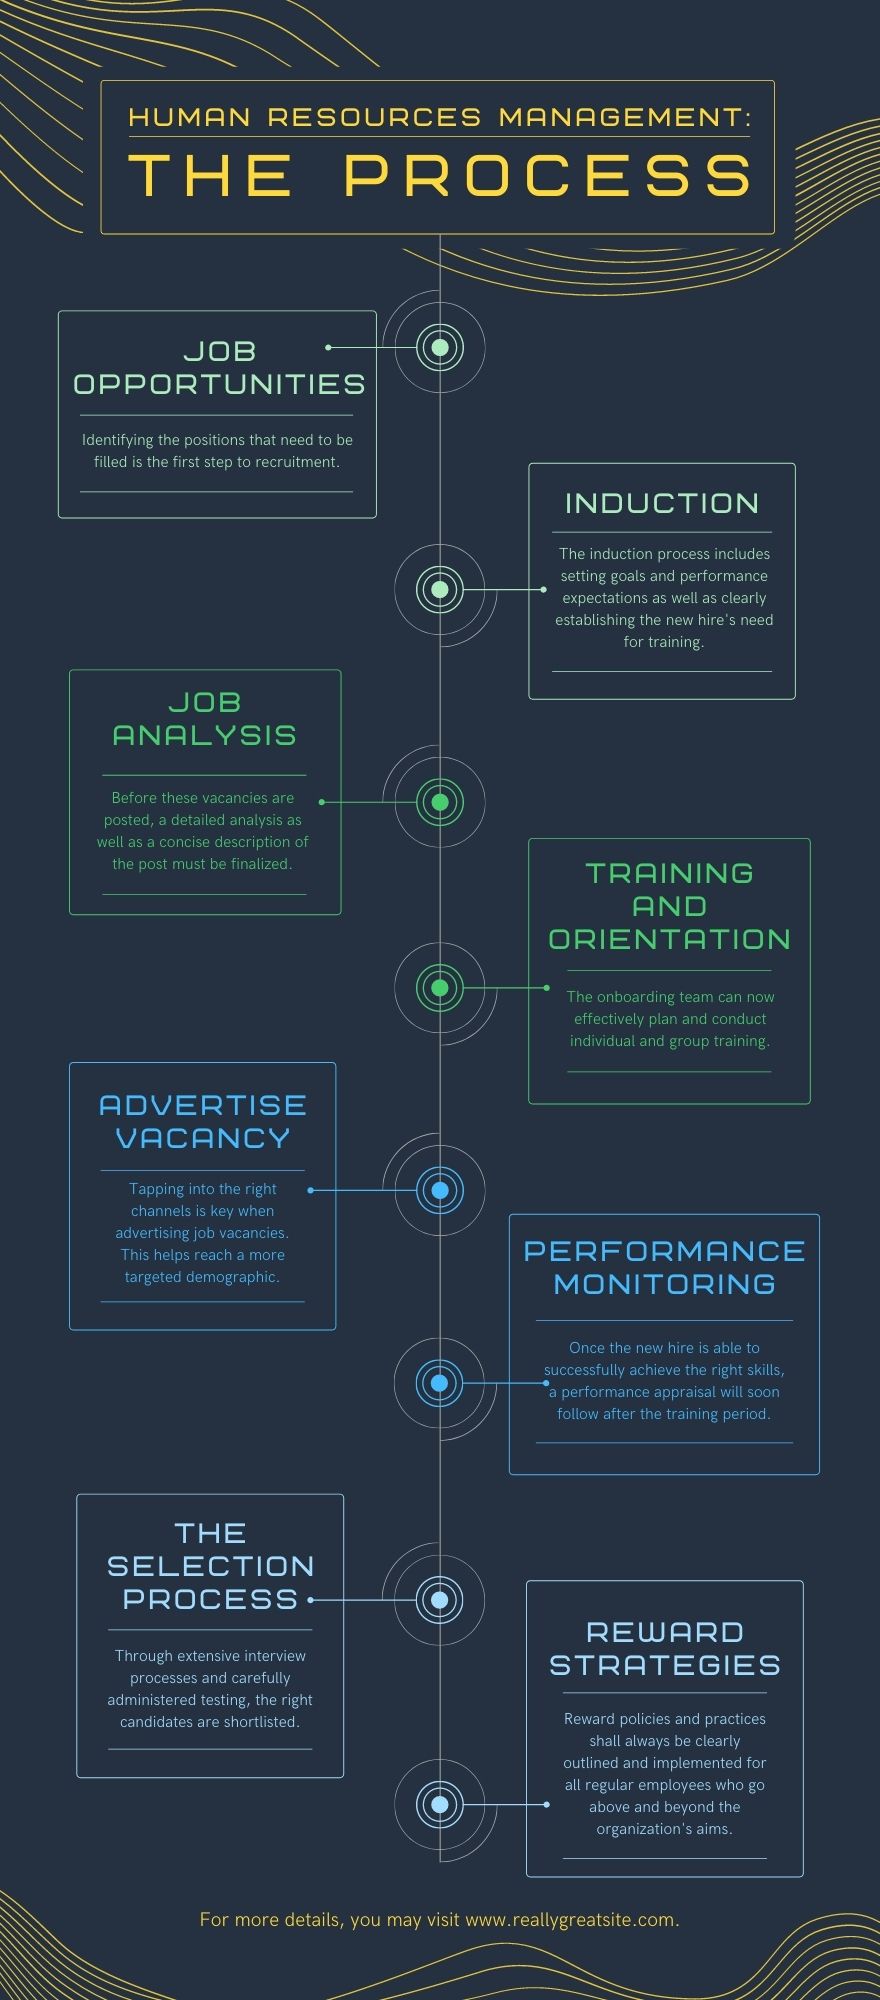 HUMAN RESOURCES MANAGEMENT:
THE PROCESS
JOB
OPPORTUNITIES
Identifying the positions that need to be
filled is the first step to recruitment.
INDUCTION
The induction process includes
setting goals and performance
expectations as well as clearly
establishing the new hire's need
for training.
JOB
ANALYSIS
Before these vacancies are
posted, a detailed analysis as
well as a concise description of
the post must be finalized.
TRAINING
AND
ORIENTATION
The onboarding team can now
effectively plan and conduct
individual and group training.
ADVERTISE
VACANCY
Tapping into the right
channels is key when
advertising job vacancies.
This helps reach a more
targeted demographic.
PERFORMANCE
MONITORING
Once the new hire is able to
successfully achieve the right skills,
a performance appraisal will soon
follow after the training period.
THE
SELECTION
PROCESS
Through extensive interview
processes and carefully
administered testing, the right
candidates are shortlisted.
REWARD
STRATEGIES
Reward policies and practices
shall always be clearly
outlined and implemented for
all regular employees who go
above and beyond the
organization's aims.
For more details, you may visit www.reallygreatsite.com.